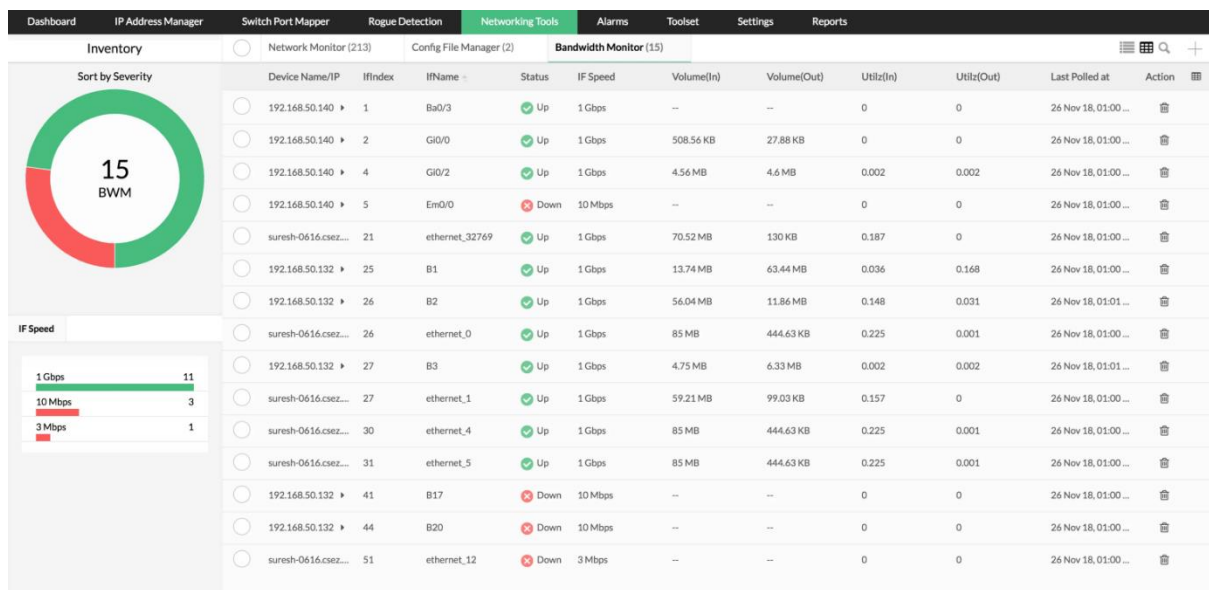 Dashboard IP Address Manager Switch Port Mapper Rogue Detection Networking Tools Alarms Toolset Settings Reports
Inventory Network Monitor (213) Config File Manager (2) Bandwidth Monitor (15)
Sort by Severity
15
BWM
IF Speed
1 Gbps 11
10 Mbps 3
3 Mbps 1
Device Name/IP IfIndex IfName Status IF Speed Volume(In) Volume(Out) Utilz(In) Utilz(Out) Last Polled at Action
192.168.50.140 1 Ba0/3 Up 1 Gbps -- -- 0 0 26 Nov 18, 01:00 ...
192.168.50.140 2 Gi0/0 Up 1 Gbps 508.56 KB 27.88 KB 0 0 26 Nov 18, 01:00 ...
192.168.50.140 4 Gi0/2 Up 1 Gbps 4.56 MB 4.6 MB 0.002 0.002 26 Nov 18, 01:00 ...
192.168.50.140 5 Em0/0 Down 10 Mbps -- -- 0 0 26 Nov 18, 01:00 ...
suresh-0616.csez.... 21 ethernet_32769 Up 1 Gbps 70.52 MB 130 KB 0.187 0 26 Nov 18, 01:00 ...
192.168.50.132 25 B1 Up 1 Gbps 13.74 MB 63.44 MB 0.036 0.168 26 Nov 18, 01:00 ...
192.168.50.132 26 B2 Up 1 Gbps 56.04 MB 11.86 MB 0.148 0.031 26 Nov 18, 01:01 ...
suresh-0616.csez.... 26 ethernet_0 Up 1 Gbps 85 MB 444.63 KB 0.225 0.001 26 Nov 18, 01:00 ...
192.168.50.132 27 B3 Up 1 Gbps 4.75 MB 6.33 MB 0.002 0.002 26 Nov 18, 01:01 ...
suresh-0616.csez.... 27 ethernet_1 Up 1 Gbps 59.21 MB 99.03 KB 0.157 0 26 Nov 18, 01:00 ...
suresh-0616.csez.... 30 ethernet_4 Up 1 Gbps 85 MB 444.63 KB 0.225 0.001 26 Nov 18, 01:00 ...
suresh-0616.csez.... 31 ethernet_5 Up 1 Gbps 85 MB 444.63 KB 0.225 0.001 26 Nov 18, 01:00 ...
192.168.50.132 41 B17 Down 10 Mbps -- -- 0 0 26 Nov 18, 01:00 ...
192.168.50.132 44 B20 Down 10 Mbps -- -- 0 0 26 Nov 18, 01:00 ...
suresh-0616.csez.... 51 ethernet_12 Down 3 Mbps -- -- 0 0 26 Nov 18, 01:00 ...